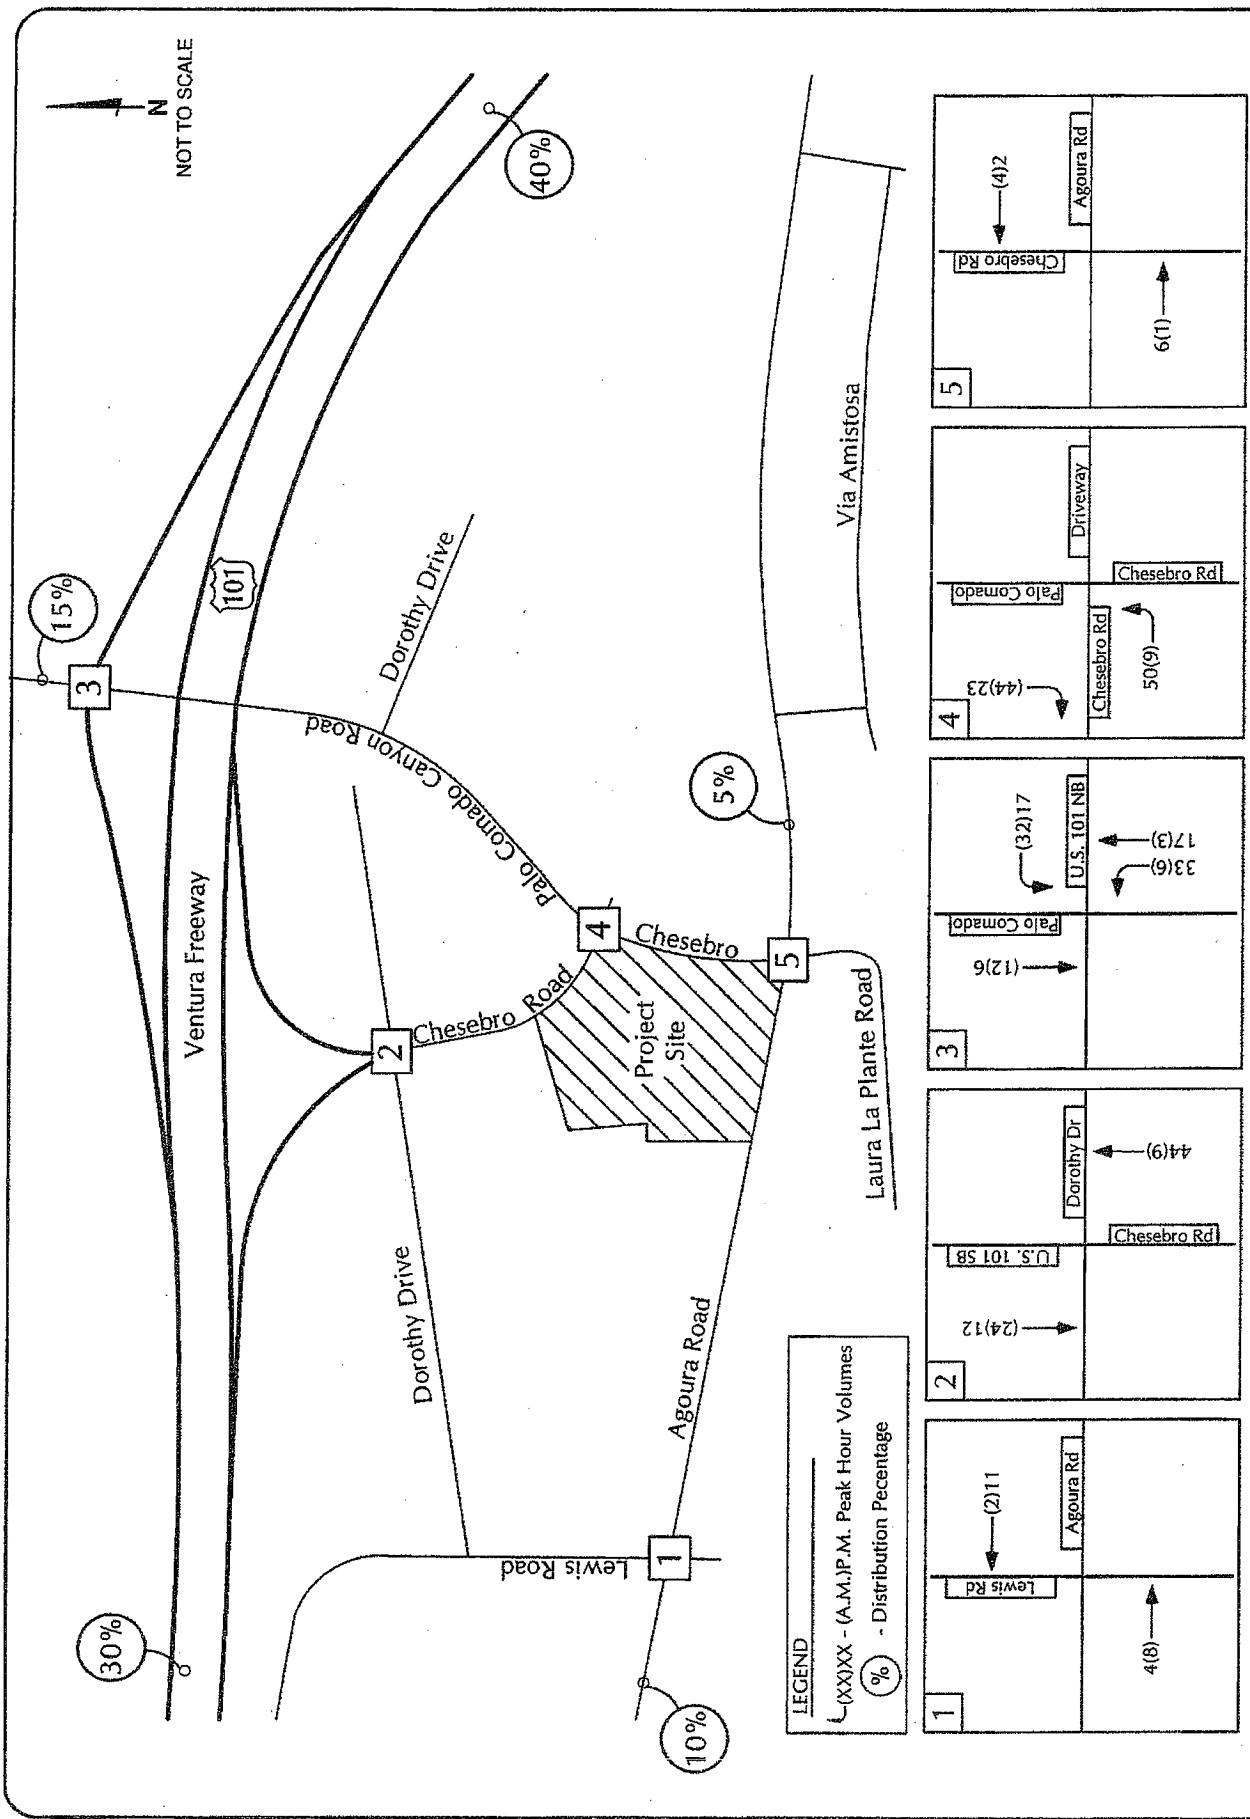 N
NOT TO SCALE
15%
3
40%
101
30%
Ventura Freeway
Dorothy Drive
Palo Comado Canyon Road
2
Dorothy Drive
Chesebro Road
4
Chesebro
Project
Site
Lewis Road
1
10%
Agoura Road
5%
5
Via Amistosa
Laura La Plante Road
LEGEND
(XX)XX - (A.M.)P.M. Peak Hour Volumes
% - Distribution Pecentage
1
Lewis Rd
(2)11
Agoura Rd
4(8)
2
(24)12
U.S. 101 SB
Dorothy Dr
Chesebro Rd
44(9)
3
(12)6
Palo Comado
(32)17
U.S. 101 NB
33(6)
17(3)
4
(44)23
Palo Comado
Driveway
Chesebro Rd
Chesebro Rd
50(9)
5
Chesebro Rd
(4)2
Agoura Rd
6(1)